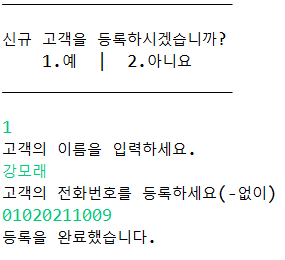 신규 고객을 등록하시겠습니까?
1.예 | 2.아니요
1
고객의 이름을 입력하세요.
강모래
고객의 전화번호를 등록하세요(-없이)
01020211009
등록을 완료했습니다.